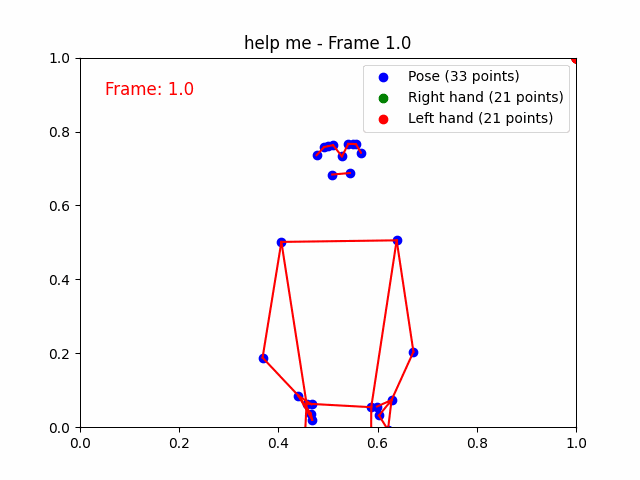 help me - Frame 1.0
Frame: 1.0
Pose (33 points)
Right hand (21 points)
Left hand (21 points)
1.0
0.8
0.6
0.4
0.2
0.0
0.0 0.2 0.4 0.6 0.8 1.0